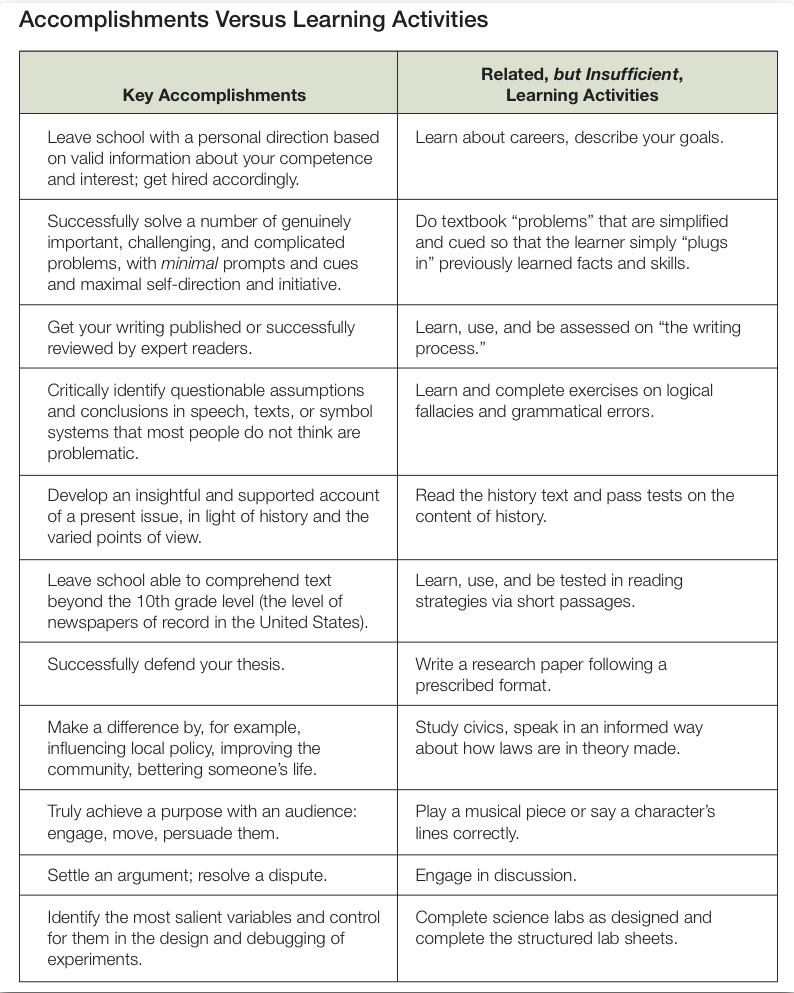 Accomplishments Versus Learning Activities
Key Accomplishments
Related, but Insufficient,
Learning Activities
Leave school with a personal direction based
on valid information about your competence
and interest; get hired accordingly.
Learn about careers, describe your goals.
Successfully solve a number of genuinely
important, challenging, and complicated
problems, with minimal prompts and cues
and maximal self-direction and initiative.
Do textbook “problems” that are simplified
and cued so that the learner simply “plugs
in” previously learned facts and skills.
Get your writing published or successfully
reviewed by expert readers.
Learn, use, and be assessed on “the writing
process.”
Critically identify questionable assumptions
and conclusions in speech, texts, or symbol
systems that most people do not think are
problematic.
Learn and complete exercises on logical
fallacies and grammatical errors.
Develop an insightful and supported account
of a present issue, in light of history and the
varied points of view.
Read the history text and pass tests on the
content of history.
Leave school able to comprehend text
beyond the 10th grade level (the level of
newspapers of record in the United States).
Learn, use, and be tested in reading
strategies via short passages.
Successfully defend your thesis.
Write a research paper following a
prescribed format.
Make a difference by, for example,
influencing local policy, improving the
community, bettering someone’s life.
Study civics, speak in an informed way
about how laws are in theory made.
Truly achieve a purpose with an audience:
engage, move, persuade them.
Play a musical piece or say a character’s
lines correctly.
Settle an argument; resolve a dispute.
Engage in discussion.
Identify the most salient variables and control
for them in the design and debugging of
experiments.
Complete science labs as designed and
complete the structured lab sheets.